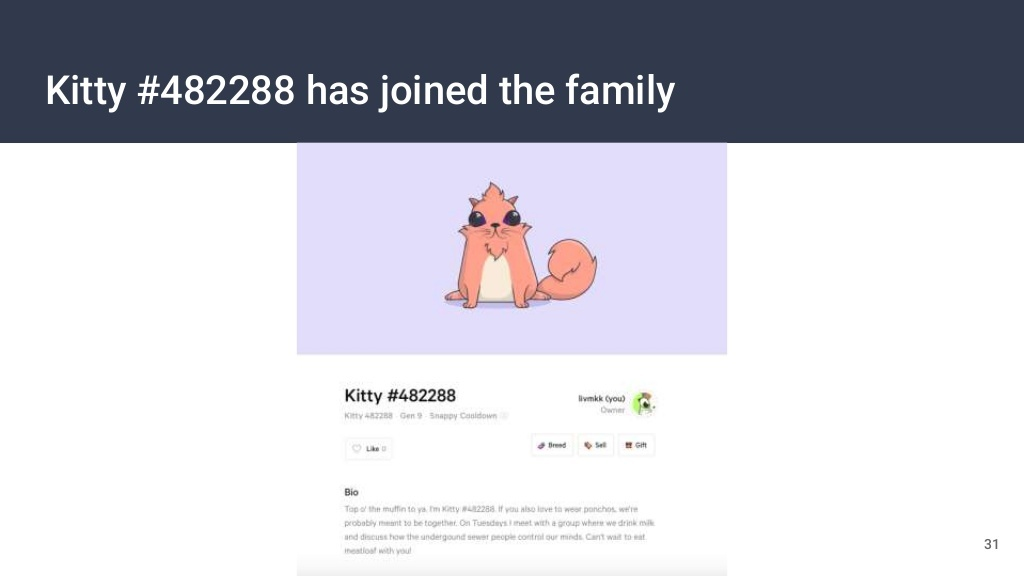 Kitty #482288 has joined the family
Kitty #482288
Kitty 482288 · Gen 9 · Snappy Cooldown
livmkk (you)
Owner
Like 0
Breed
Sell
Gift
Bio
Top o' the muffin to ya. I'm Kitty #482288. If you also love to wear ponchos, we're
probably meant to be together. On Tuesdays I meet with a group where we drink milk
and discuss how the undergound sewer people control our minds. Can't wait to eat
meatloaf with you!
31